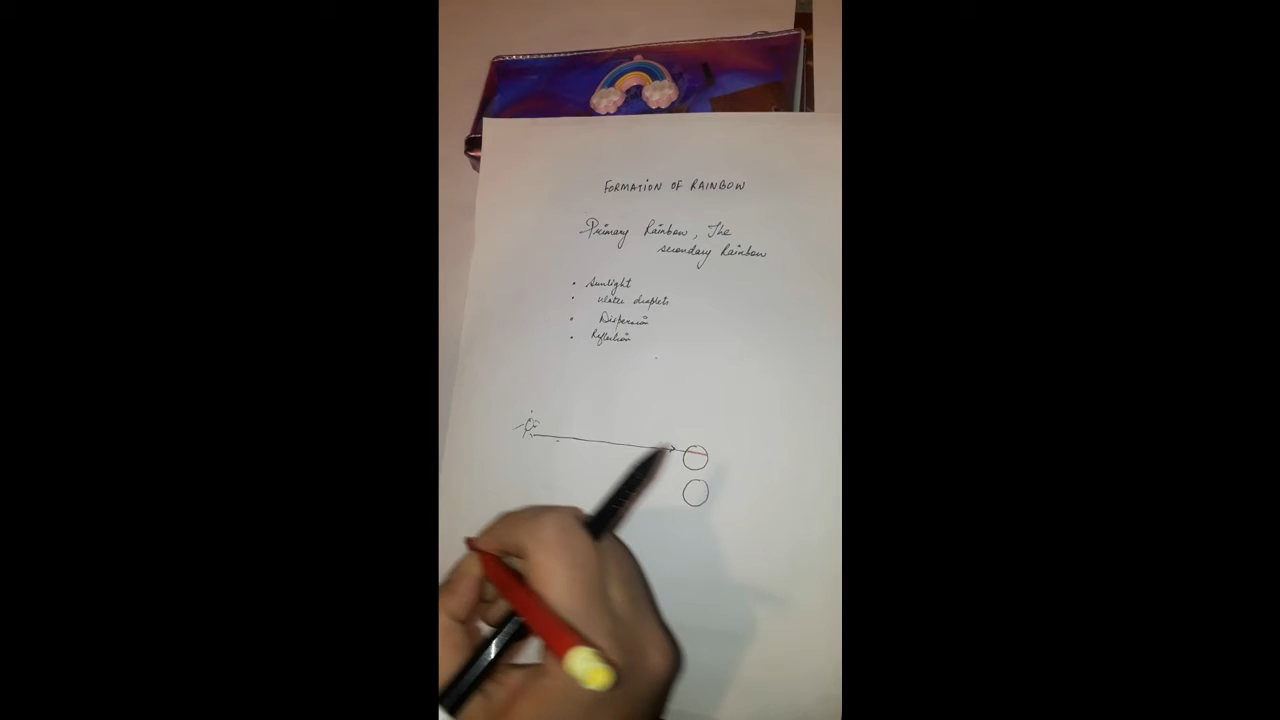 FORMATION OF RAINBOW
Primary Rainbow, The
secondary Rainbow
• Sunlight
• Water droplets
• Dispersion
• Reflection